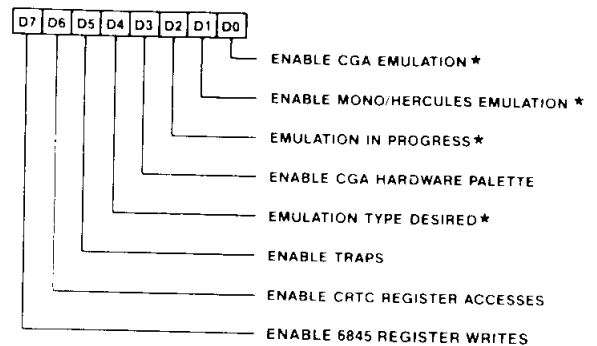 D7 D6 D5 D4 D3 D2 D1 D0
ENABLE CGA EMULATION★
ENABLE MONO/HERCULES EMULATION ★
EMULATION IN PROGRESS★
ENABLE CGA HARDWARE PALETTE
EMULATION TYPE DESIRED★
ENABLE TRAPS
ENABLE CRTC REGISTER ACCESSES
ENABLE 6845 REGISTER WRITES